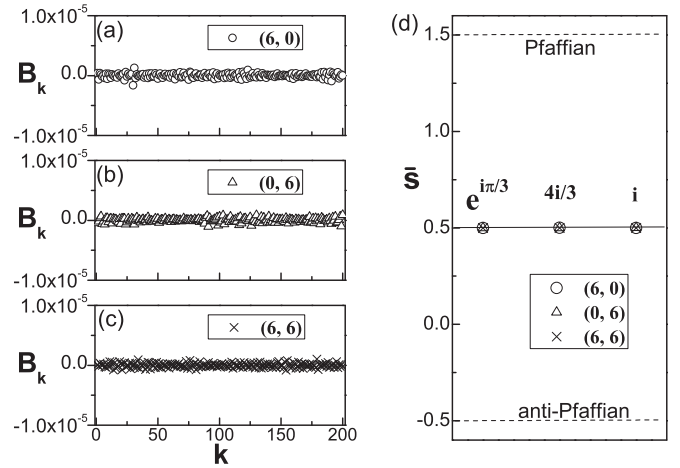 (a)
1.0x10^-5
0.0
-1.0x10^-5
B_k
(6, 0)
(b)
1.0x10^-5
0.0
-1.0x10^-5
B_k
(0, 6)
(c)
1.0x10^-5
0.0
-1.0x10^-5
B_k
(6, 6)
0 50 100 150 200
k
(d)
1.5
1.0
0.5
0.0
-0.5
s̄
Pfaffian
e^iπ/3 4i/3 i
(6, 0)
(0, 6)
(6, 6)
anti-Pfaffian